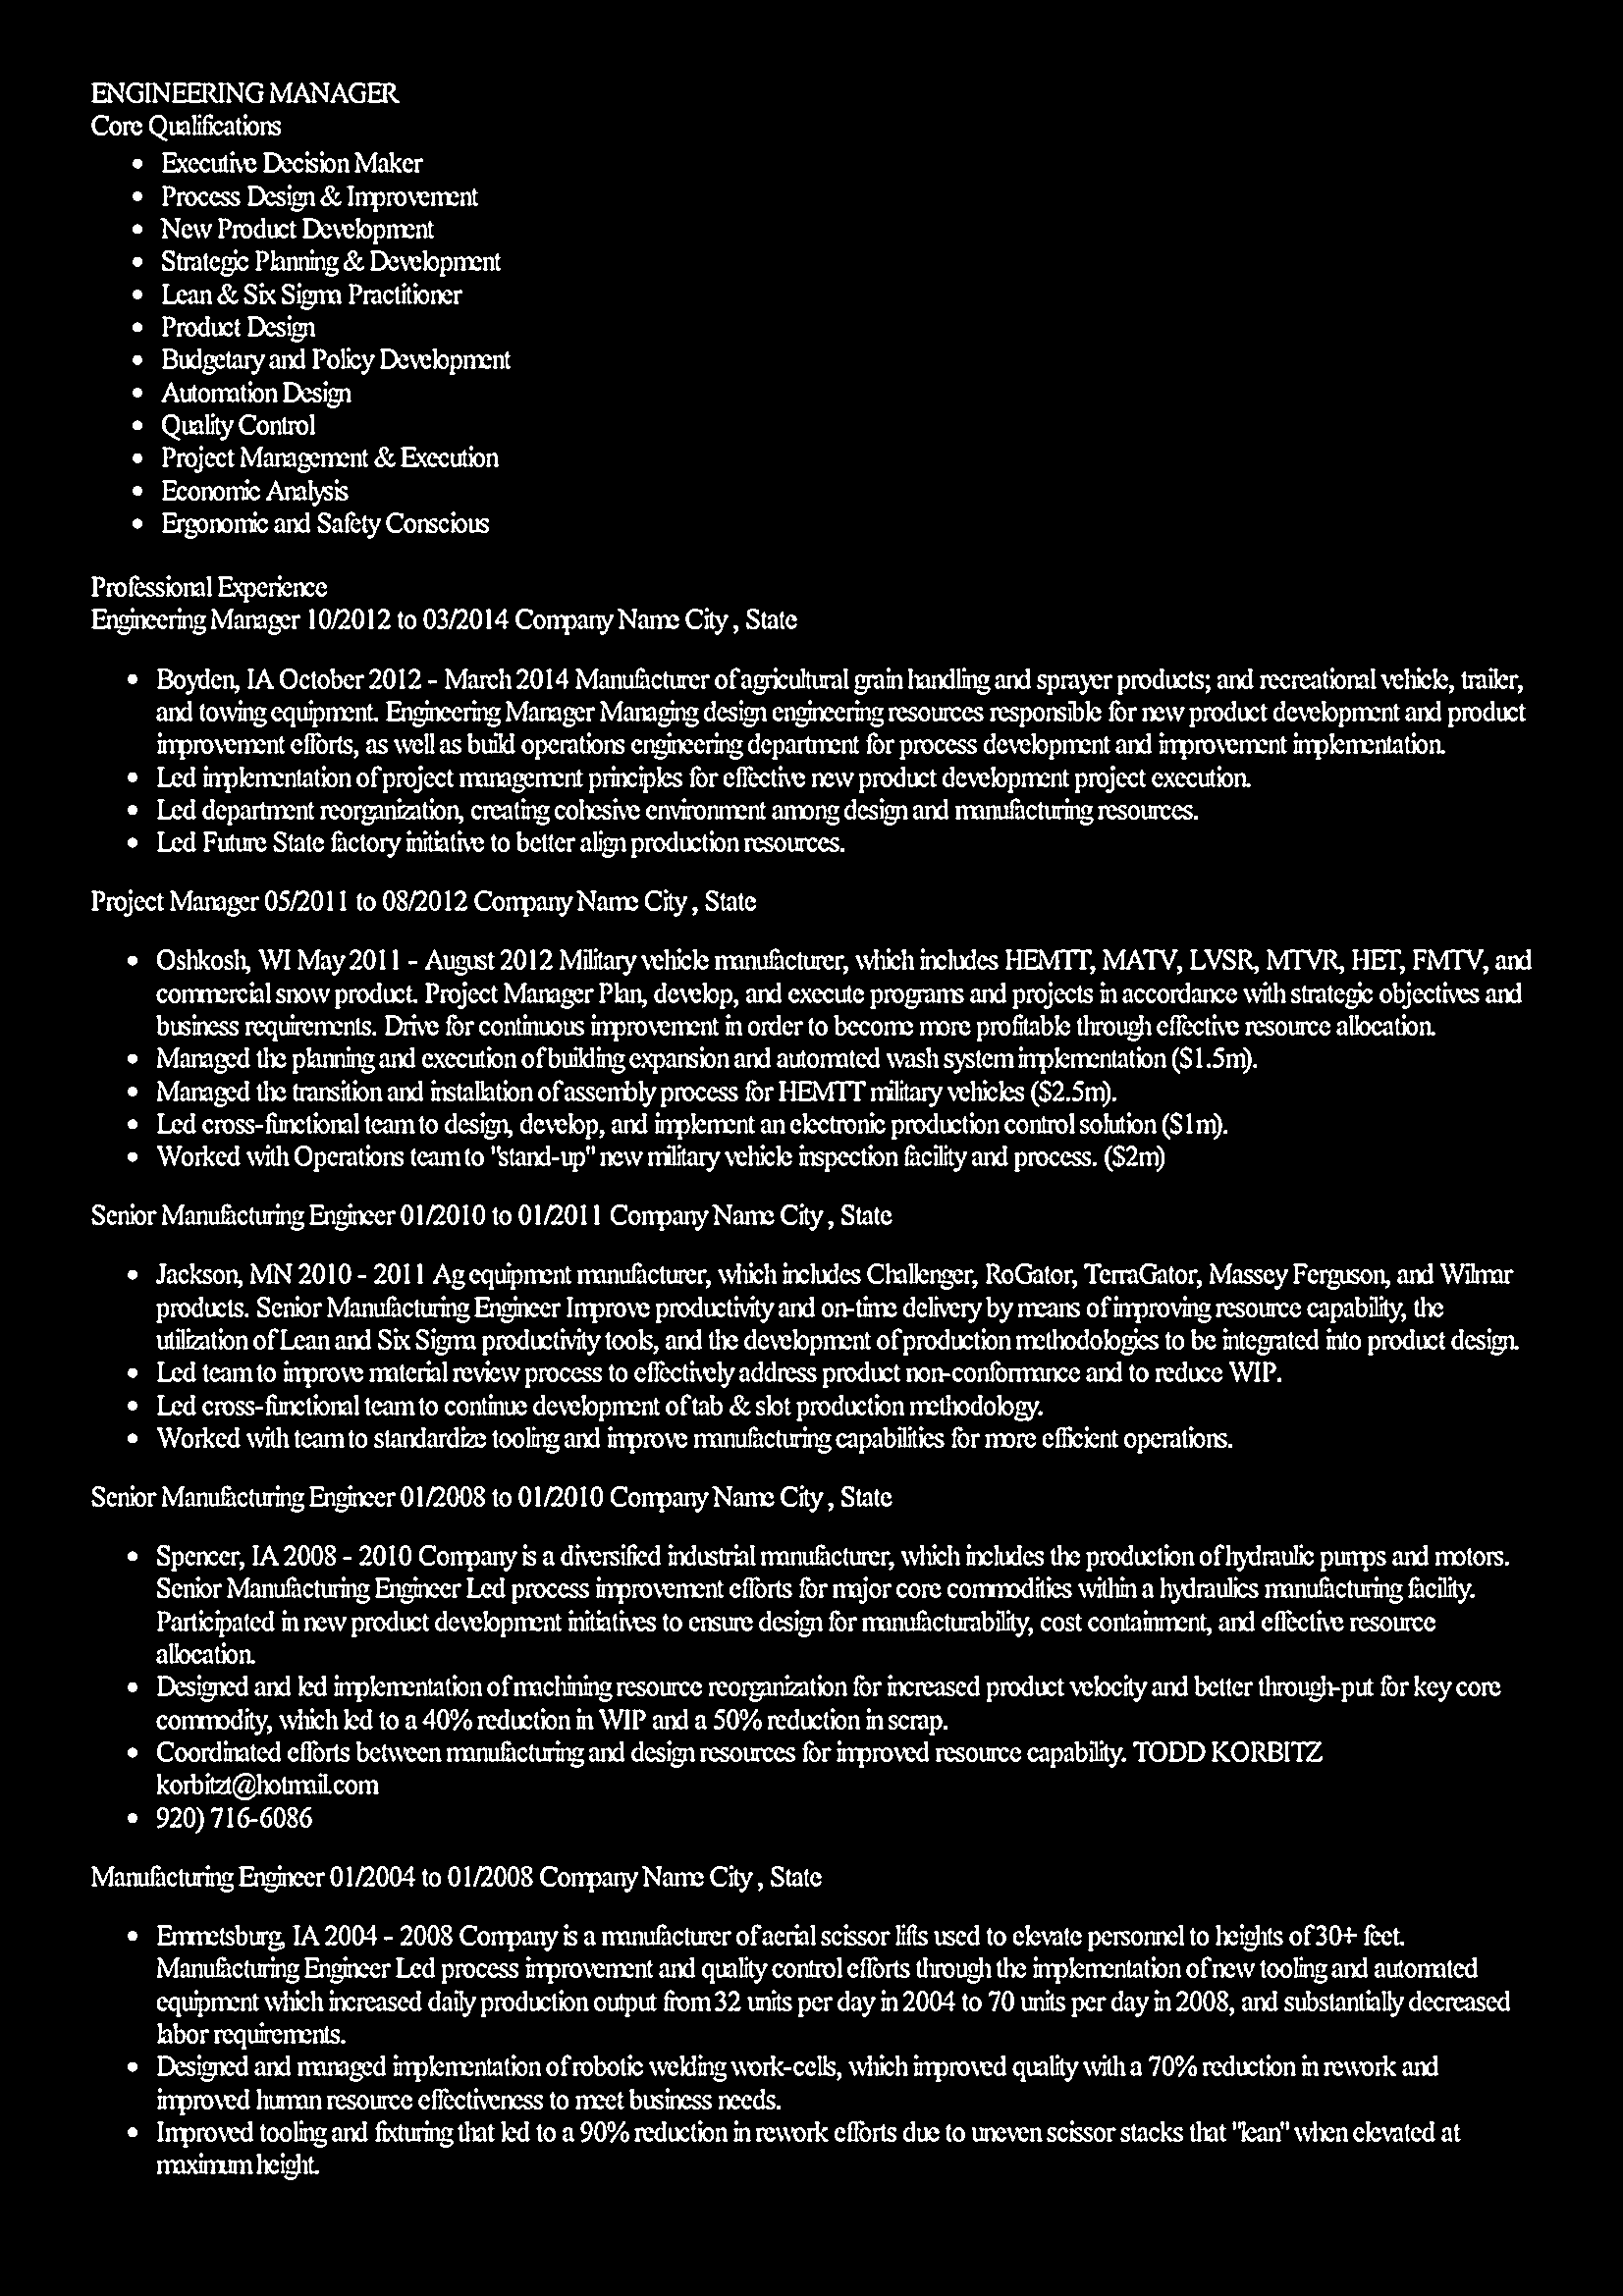 ENGINEERING MANAGER
Core Qualifications
• Executive Decision Maker
• Process Design & Improvement
• New Product Development
• Strategic Planning & Development
• Lean & Six Sigma Practitioner
• Product Design
• Budgetary and Policy Development
• Automation Design
• Quality Control
• Project Management & Execution
• Economic Analysis
• Ergonomic and Safety Conscious
Professional Experience
Engineering Manager 10/2012 to 03/2014 Company Name City , State
• Boyden, IA October 2012 - March 2014 Manufacturer of agricultural grain handling and sprayer products; and recreational vehicle, trailer,
and towing equipment. Engineering Manager Managing design engineering resources responsible for new product development and product
improvement efforts, as well as build operations engineering department for process development and improvement implementation.
• Led implementation of project management principles for effective new product development project execution.
• Led department reorganization, creating cohesive environment among design and manufacturing resources.
• Led Future State factory initiative to better align production resources.
Project Manager 05/2011 to 08/2012 Company Name City , State
• Oshkosh, WI May 2011 - August 2012 Military vehicle manufacturer, which includes HEMTT, MATV, LVSR, MTVR, HET, FMTV, and
commercial snow product. Project Manager Plan, develop, and execute programs and projects in accordance with strategic objectives and
business requirements. Drive for continuous improvement in order to become more profitable through effective resource allocation.
• Managed the planning and execution of building expansion and automated wash system implementation ($1.5m).
• Managed the transition and installation of assembly process for HEMTT military vehicles ($2.5m).
• Led cross-functional team to design, develop, and implement an electronic production control solution ($1m).
• Worked with Operations team to "stand-up" new military vehicle inspection facility and process. ($2m)
Senior Manufacturing Engineer 01/2010 to 01/2011 Company Name City , State
• Jackson, MN 2010 - 2011 Ag equipment manufacturer, which includes Challenger, RoGator, TerraGator, Massey Ferguson, and Wilmar
products. Senior Manufacturing Engineer Improve productivity and on-time delivery by means of improving resource capability, the
utilization of Lean and Six Sigma productivity tools, and the development of production methodologies to be integrated into product design.
• Led team to improve material review process to effectively address product non-conformance and to reduce WIP.
• Led cross-functional team to continue development of tab & slot production methodology.
• Worked with team to standardize tooling and improve manufacturing capabilities for more efficient operations.
Senior Manufacturing Engineer 01/2008 to 01/2010 Company Name City , State
• Spencer, IA 2008 - 2010 Company is a diversified industrial manufacturer, which includes the production of hydraulic pumps and motors.
Senior Manufacturing Engineer Led process improvement efforts for major core commodities within a hydraulics manufacturing facility.
Participated in new product development initiatives to ensure design for manufacturability, cost containment, and effective resource
allocation.
• Designed and led implementation of machining resource reorganization for increased product velocity and better through-put for key core
commodity, which led to a 40% reduction in WIP and a 50% reduction in scrap.
• Coordinated efforts between manufacturing and design resources for improved resource capability. TODD KORBITZ
korbitzt@hotmail.com
• 920) 716-6086
Manufacturing Engineer 01/2004 to 01/2008 Company Name City , State
• Emmetsburg, IA 2004 - 2008 Company is a manufacturer of aerial scissor lifts used to elevate personnel to heights of 30+ feet.
Manufacturing Engineer Led process improvement and quality control efforts through the implementation of new tooling and automated
equipment which increased daily production output from 32 units per day in 2004 to 70 units per day in 2008, and substantially decreased
labor requirements.
• Designed and managed implementation of robotic welding work-cells, which improved quality with a 70% reduction in rework and
improved human resource effectiveness to meet business needs.
• Improved tooling and fixturing that led to a 90% reduction in rework efforts due to uneven scissor stacks that "lean" when elevated at
maximum height.